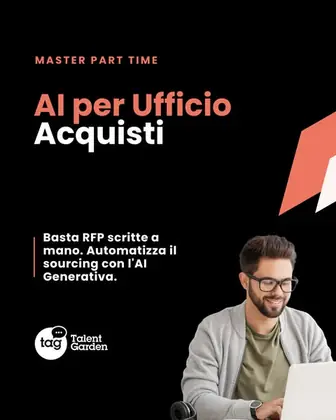 MASTER PART TIME
AI per Ufficio
Acquisti
Basta RFP scritte a
mano. Automatizza il
sourcing con l'AI
Generativa.
tag
Talent
Garden